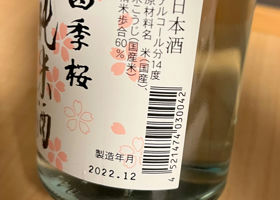 日本酒
アルコール分14度
原材料名 米(国産)、
米こうじ(国産米)
精米歩合60%
四季桜
純米酒
製造年月
2022.12
4 521474 030042